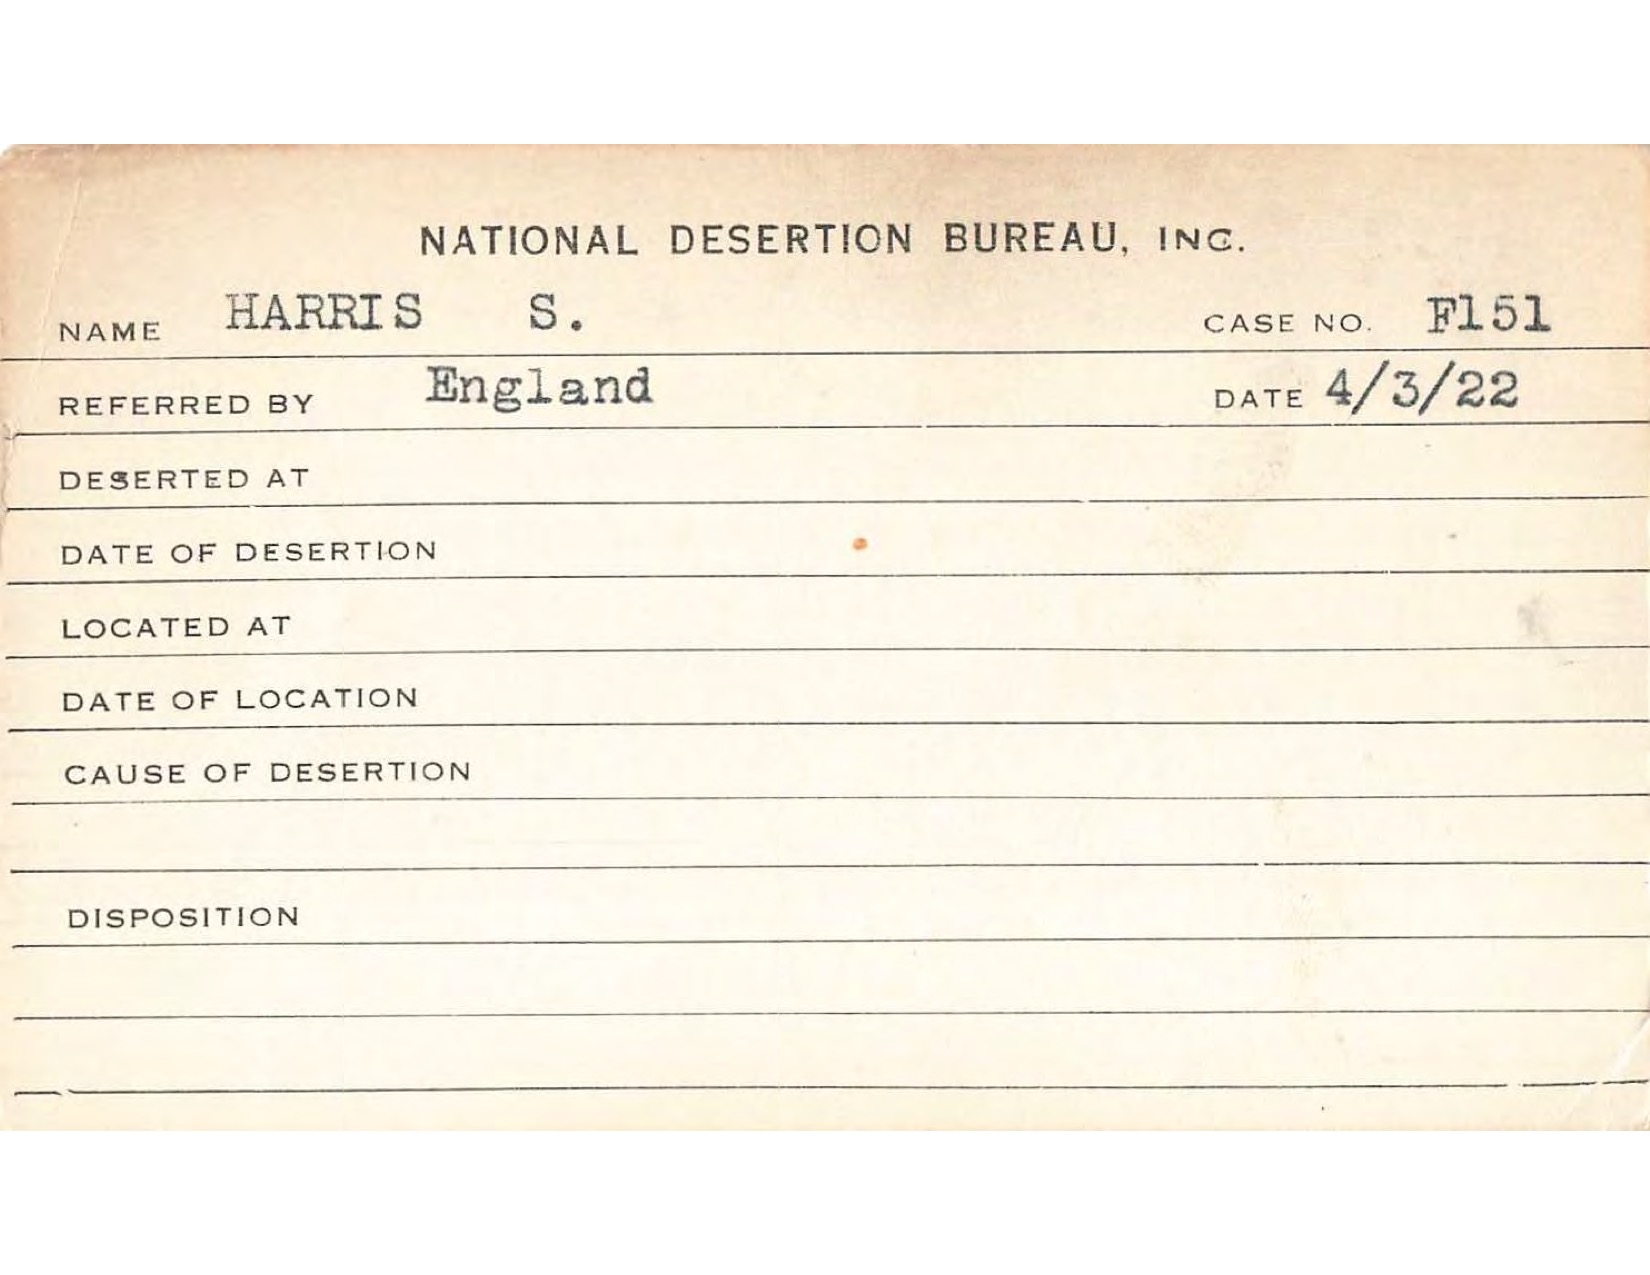 NATIONAL DESERTION BUREAU, INC.
NAME HARRIS S. CASE NO. F151
REFERRED BY England DATE 4/3/22
DESERTED AT
DATE OF DESERTION
LOCATED AT
DATE OF LOCATION
CAUSE OF DESERTION
DISPOSITION